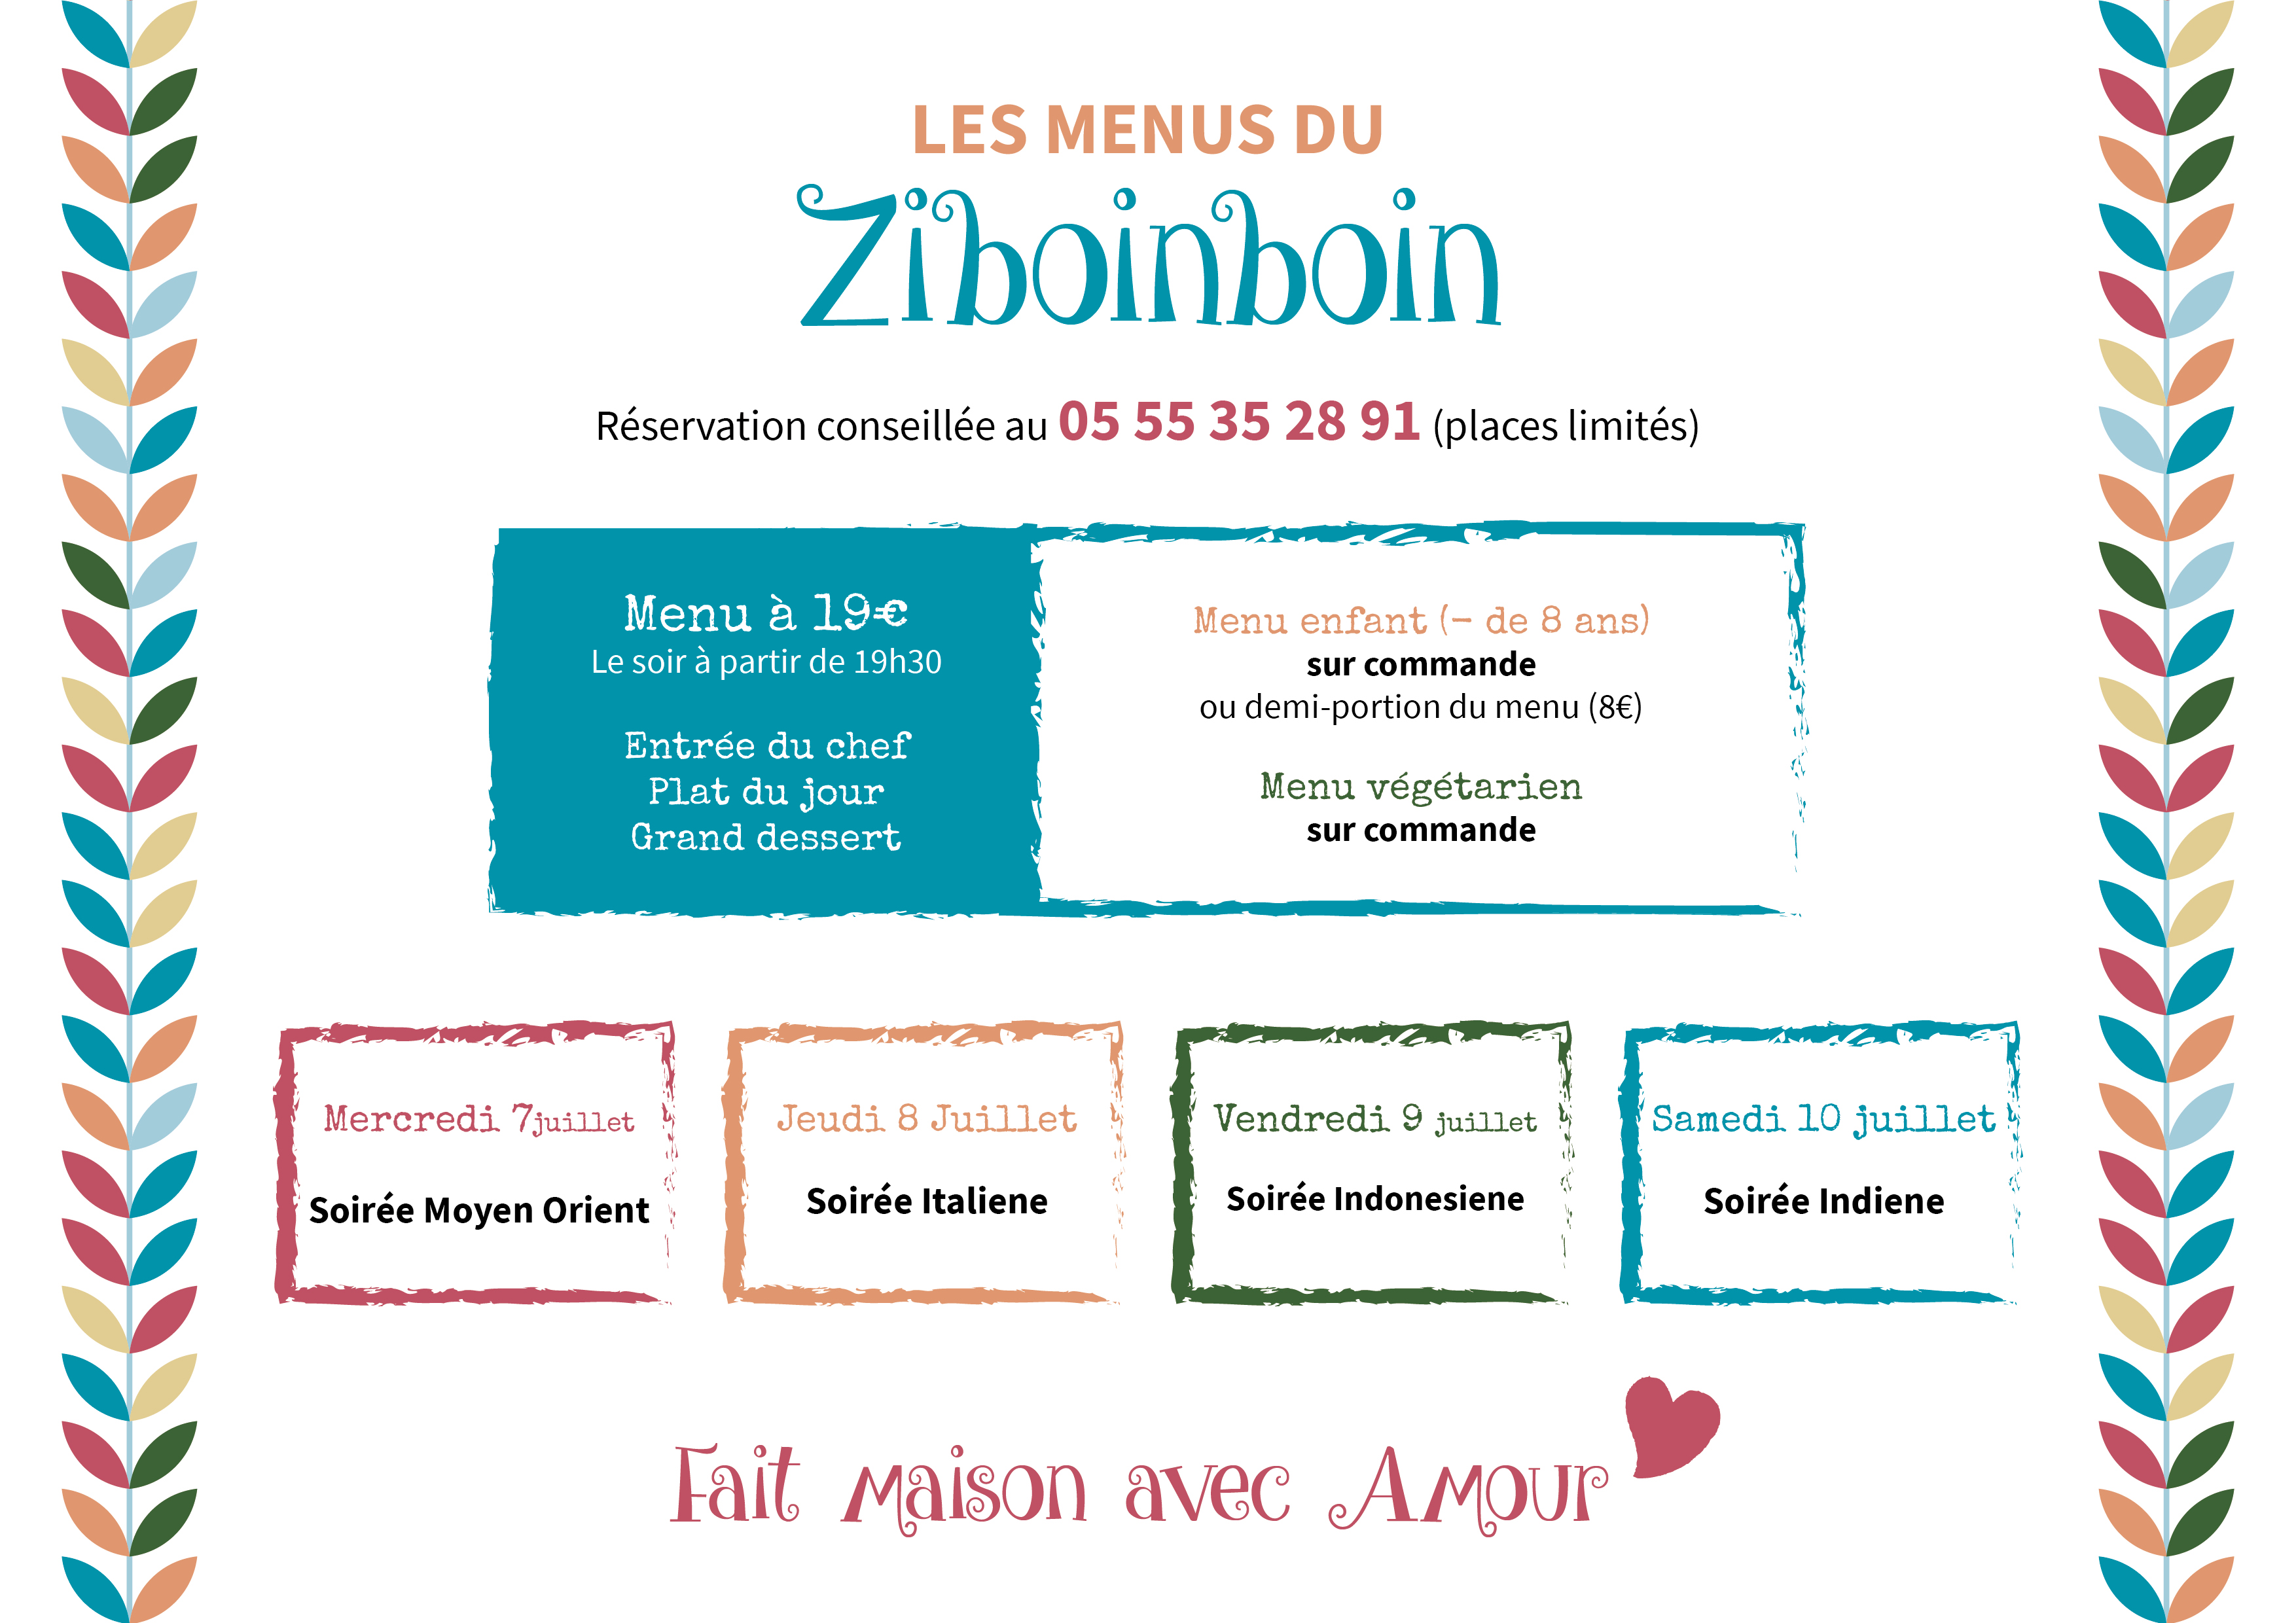 LES MENUS DU
Ziboinboin
Réservation conseillée au 05 55 35 28 91 (places limités)
Menu à 19€
Le soir à partir de 19h30
Entrée du chef
Plat du jour
Grand dessert
Menu enfant (- de 8 ans)
sur commande
ou demi-portion du menu (8€)
Menu végétarien
sur commande
Mercredi 7juillet
Soirée Moyen Orient
Jeudi 8 Juillet
Soirée Italiene
Vendredi 9 juillet
Soirée Indonesiene
Samedi 10 juillet
Soirée Indiene
Fait maison avec Amour